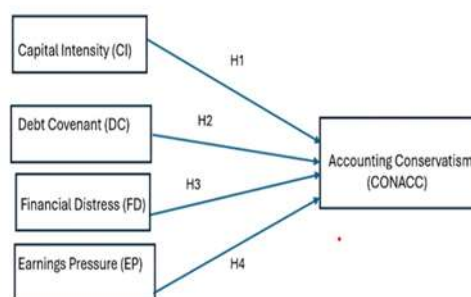 Capital Intensity (CI)
H1
Debt Covenant (DC)
H2
Accounting Conservatism
(CONACC)
H3
Financial Distress (FD)
Earnings Pressure (EP)
H4